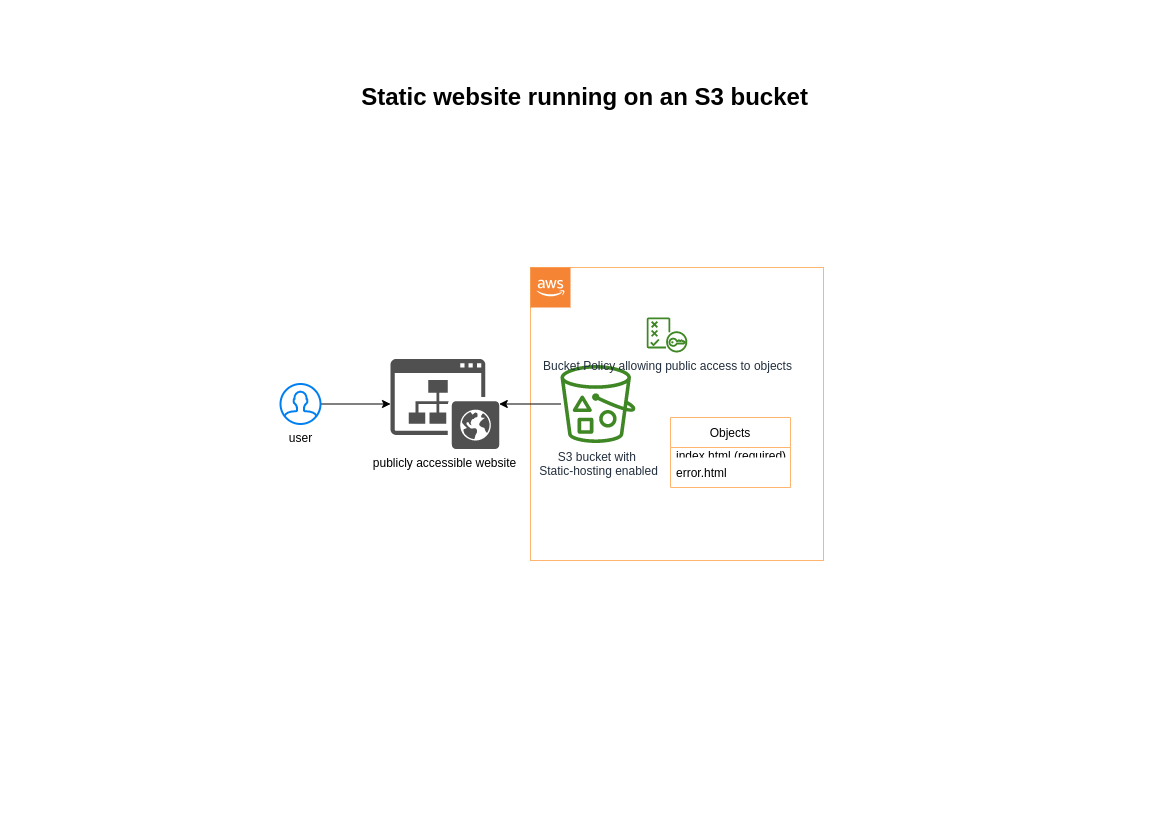 Static website running on an S3 bucket
aws
Bucket Policy allowing public access to objects
user
publicly accessible website
S3 bucket with
Static-hosting enabled
Objects
index.html (required)
error.html